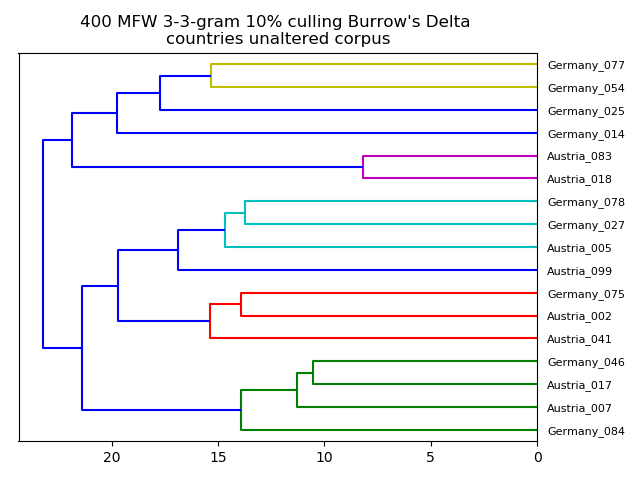 400 MFW 3-3-gram 10% culling Burrow's Delta
countries unaltered corpus
Germany_077
Germany_054
Germany_025
Germany_014
Austria_083
Austria_018
Germany_078
Germany_027
Austria_005
Austria_099
Germany_075
Austria_002
Austria_041
Germany_046
Austria_017
Austria_007
Germany_084
20 15 10 5 0